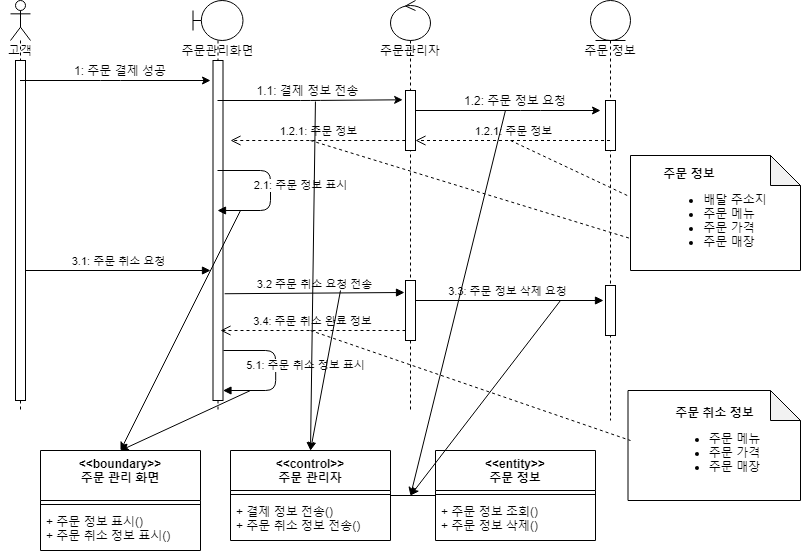 고객
주문관리화면
주문관리자
주문 정보
1: 주문 결제 성공
1.1: 결제 정보 전송
1.2: 주문 정보 요청
1.2.1: 주문 정보
1.2.1: 주문 정보
주문 정보
배달 주소지
주문 메뉴
주문 가격
주문 매장
2.1: 주문 정보 표시
3.1: 주문 취소 요청
3.2 주문 취소 요청 전송
3.3: 주문 정보 삭제 요청
3.4: 주문 취소 완료 정보
5.1: 주문 취소 정보 표시
주문 취소 정보
주문 메뉴
주문 가격
주문 매장
<<boundary>>
주문 관리 화면
+ 주문 정보 표시()
+ 주문 취소 정보 표시()
<<control>>
주문 관리자
+ 결제 정보 전송()
+ 주문 취소 정보 전송()
<<entity>>
주문 정보
+ 주문 정보 조회()
+ 주문 정보 삭제()